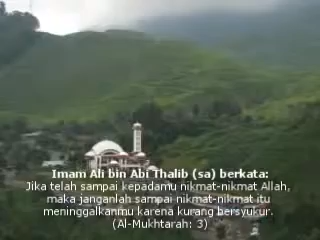 Imam Ali bin Abi Thalib (sa) berkata:
Jika telah sampai kepadamu nikmat-nikmat Allah,
maka janganlah sampai nikmat-nikmat itu
meninggalkanmu karena kurang bersyukur.
(Al-Mukhtarah: 3)